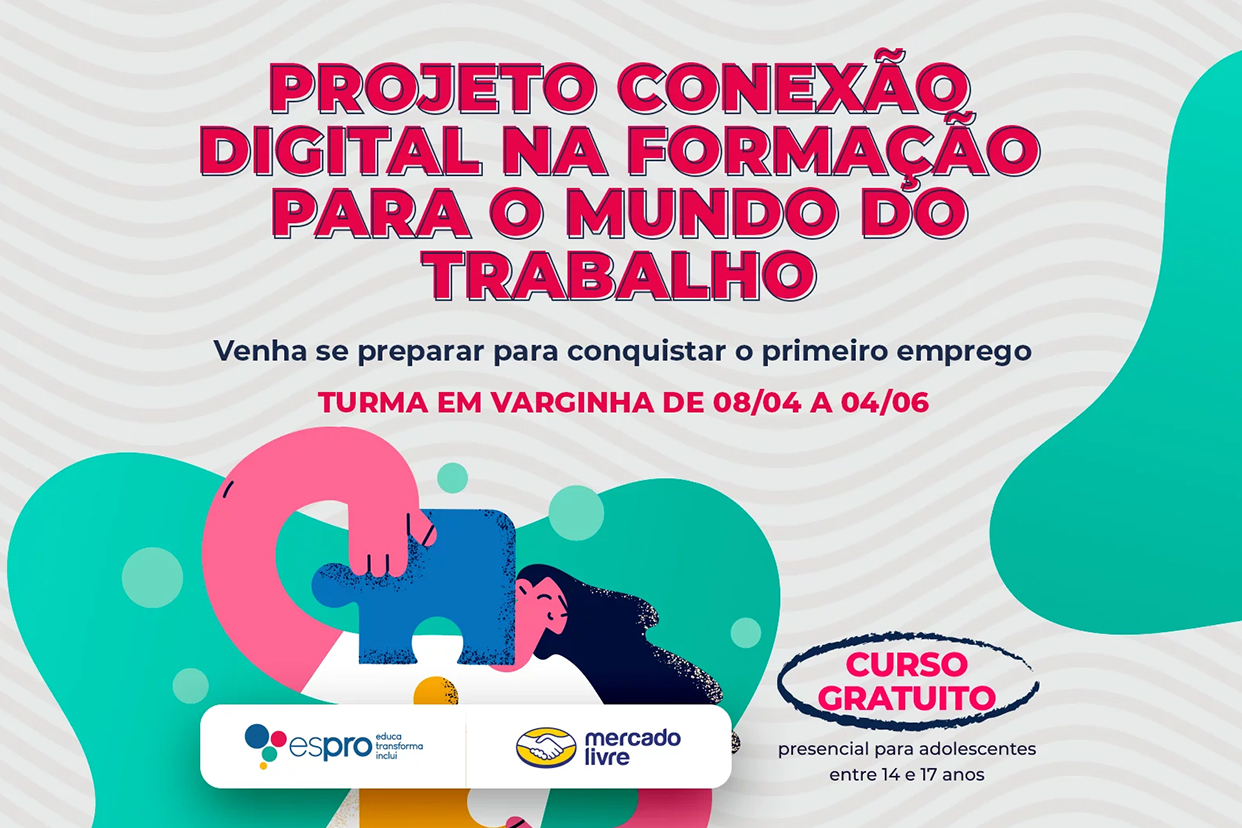 PROJETO CONEXÃO
DIGITAL NA FORMAÇÃO
PARA O MUNDO DO
TRABALHO
Venha se preparar para conquistar o primeiro emprego
TURMA EM VARGINHA DE 08/04 A 04/06
CURSO
GRATUITO
presencial para adolescentes
entre 14 e 17 anos
espro
educa
transforma
inclui
mercado
livre